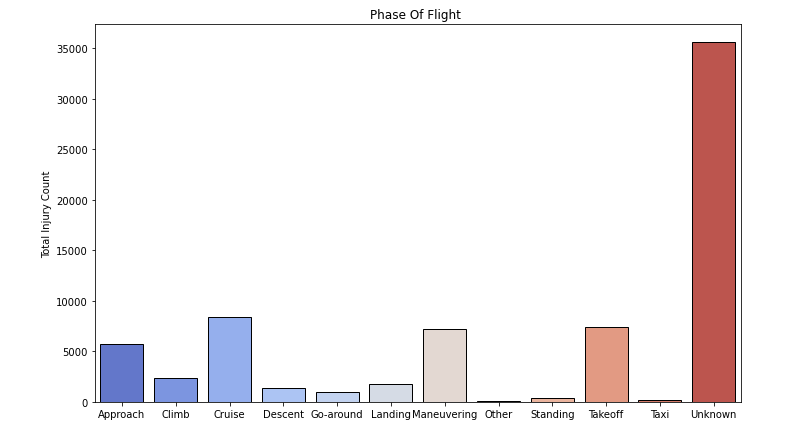 Phase Of Flight
Total Injury Count
35000
30000
25000
20000
15000
10000
5000
0
Approach Climb Cruise Descent Go-around Landing Maneuvering Other Standing Takeoff Taxi Unknown